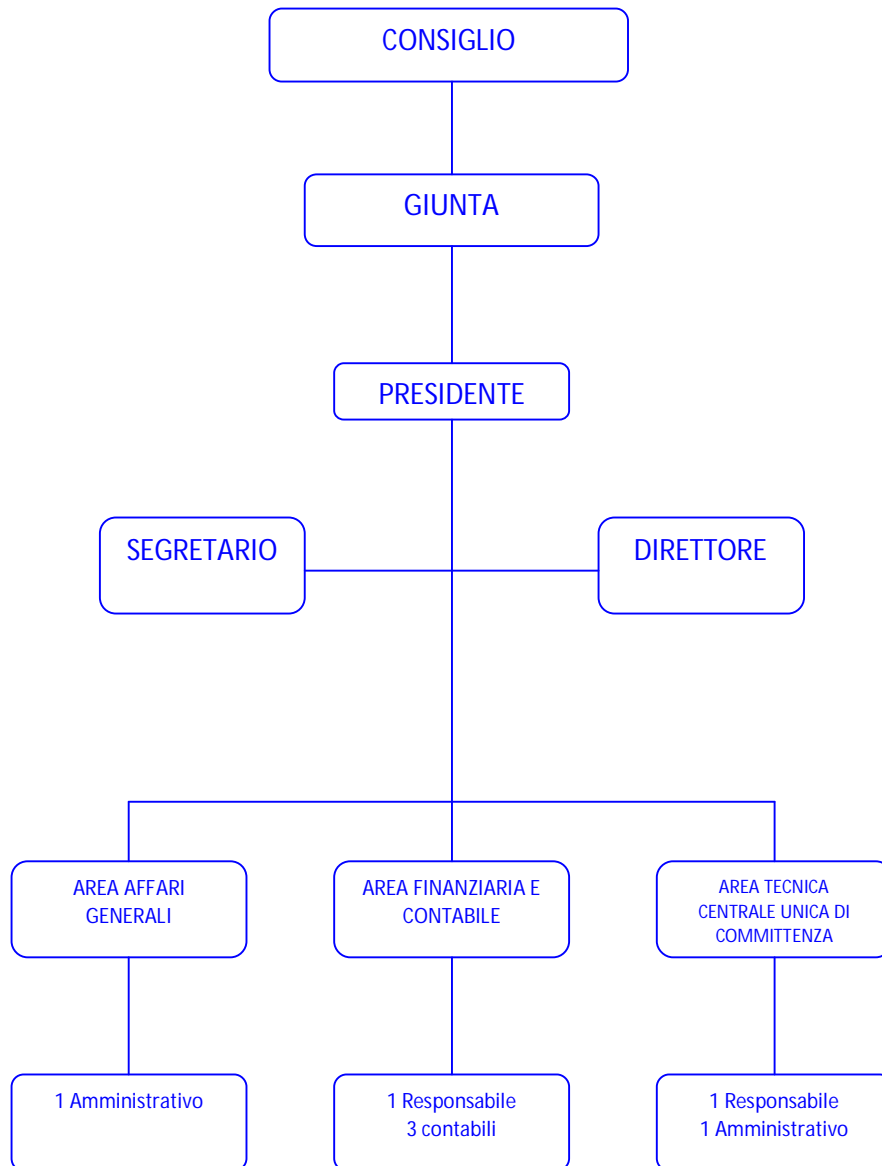 CONSIGLIO
GIUNTA
PRESIDENTE
SEGRETARIO
DIRETTORE
AREA AFFARI
GENERALI
AREA FINANZIARIA E
CONTABILE
AREA TECNICA
CENTRALE UNICA DI
COMMITTENZA
1 Amministrativo
1 Responsabile
3 contabili
1 Responsabile
1 Amministrativo